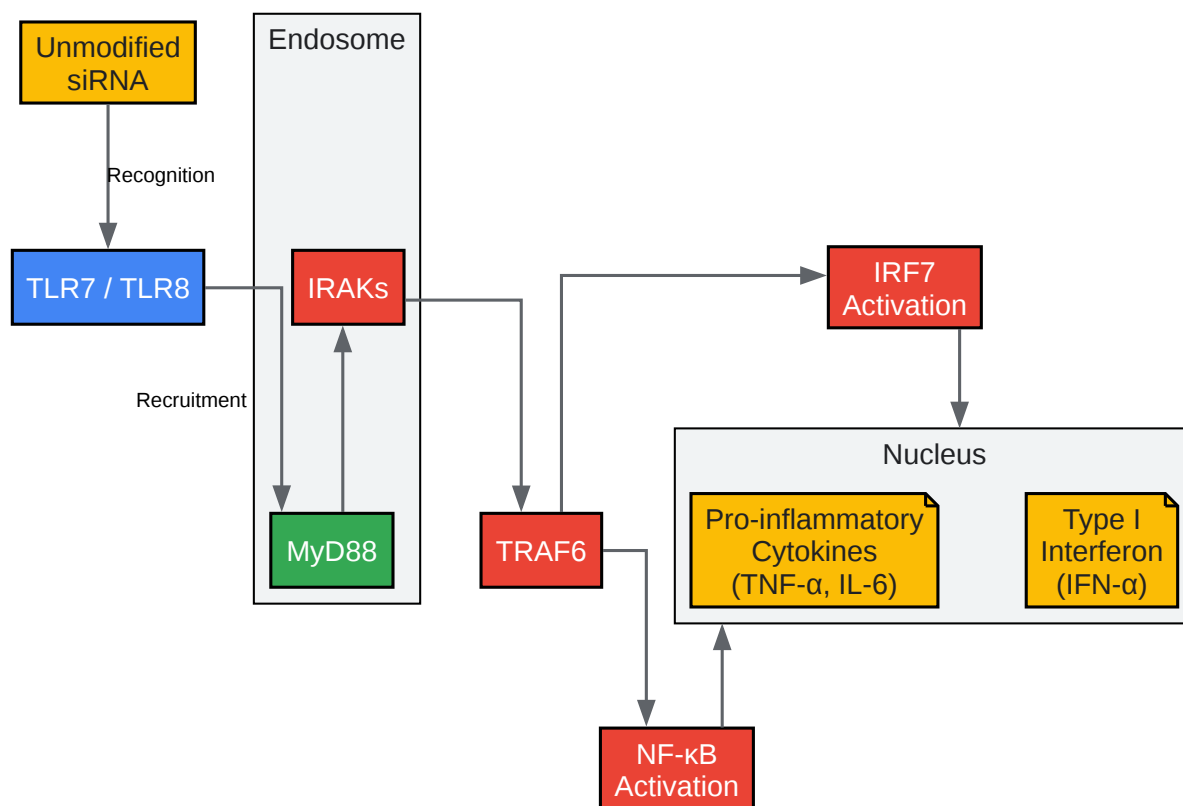 Unmodified
siRNA
Endosome
Recognition
TLR7 / TLR8
IRAKs
IRF7
Activation
Recruitment
MyD88
TRAF6
Nucleus
Pro-inflammatory
Cytokines
(TNF-α, IL-6)
Type I
Interferon
(IFN-α)
NF-κB
Activation